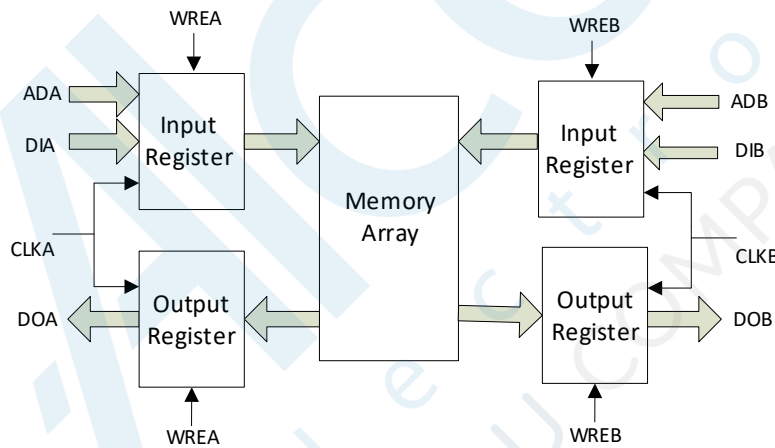 WREA
WREB
ADA
DIA
Input
Register
Memory
Array
Input
Register
ADB
DIB
CLKA
CLKB
DOA
Output
Register
Output
Register
DOB
WREA
WREB
e c t r o
U COMPA